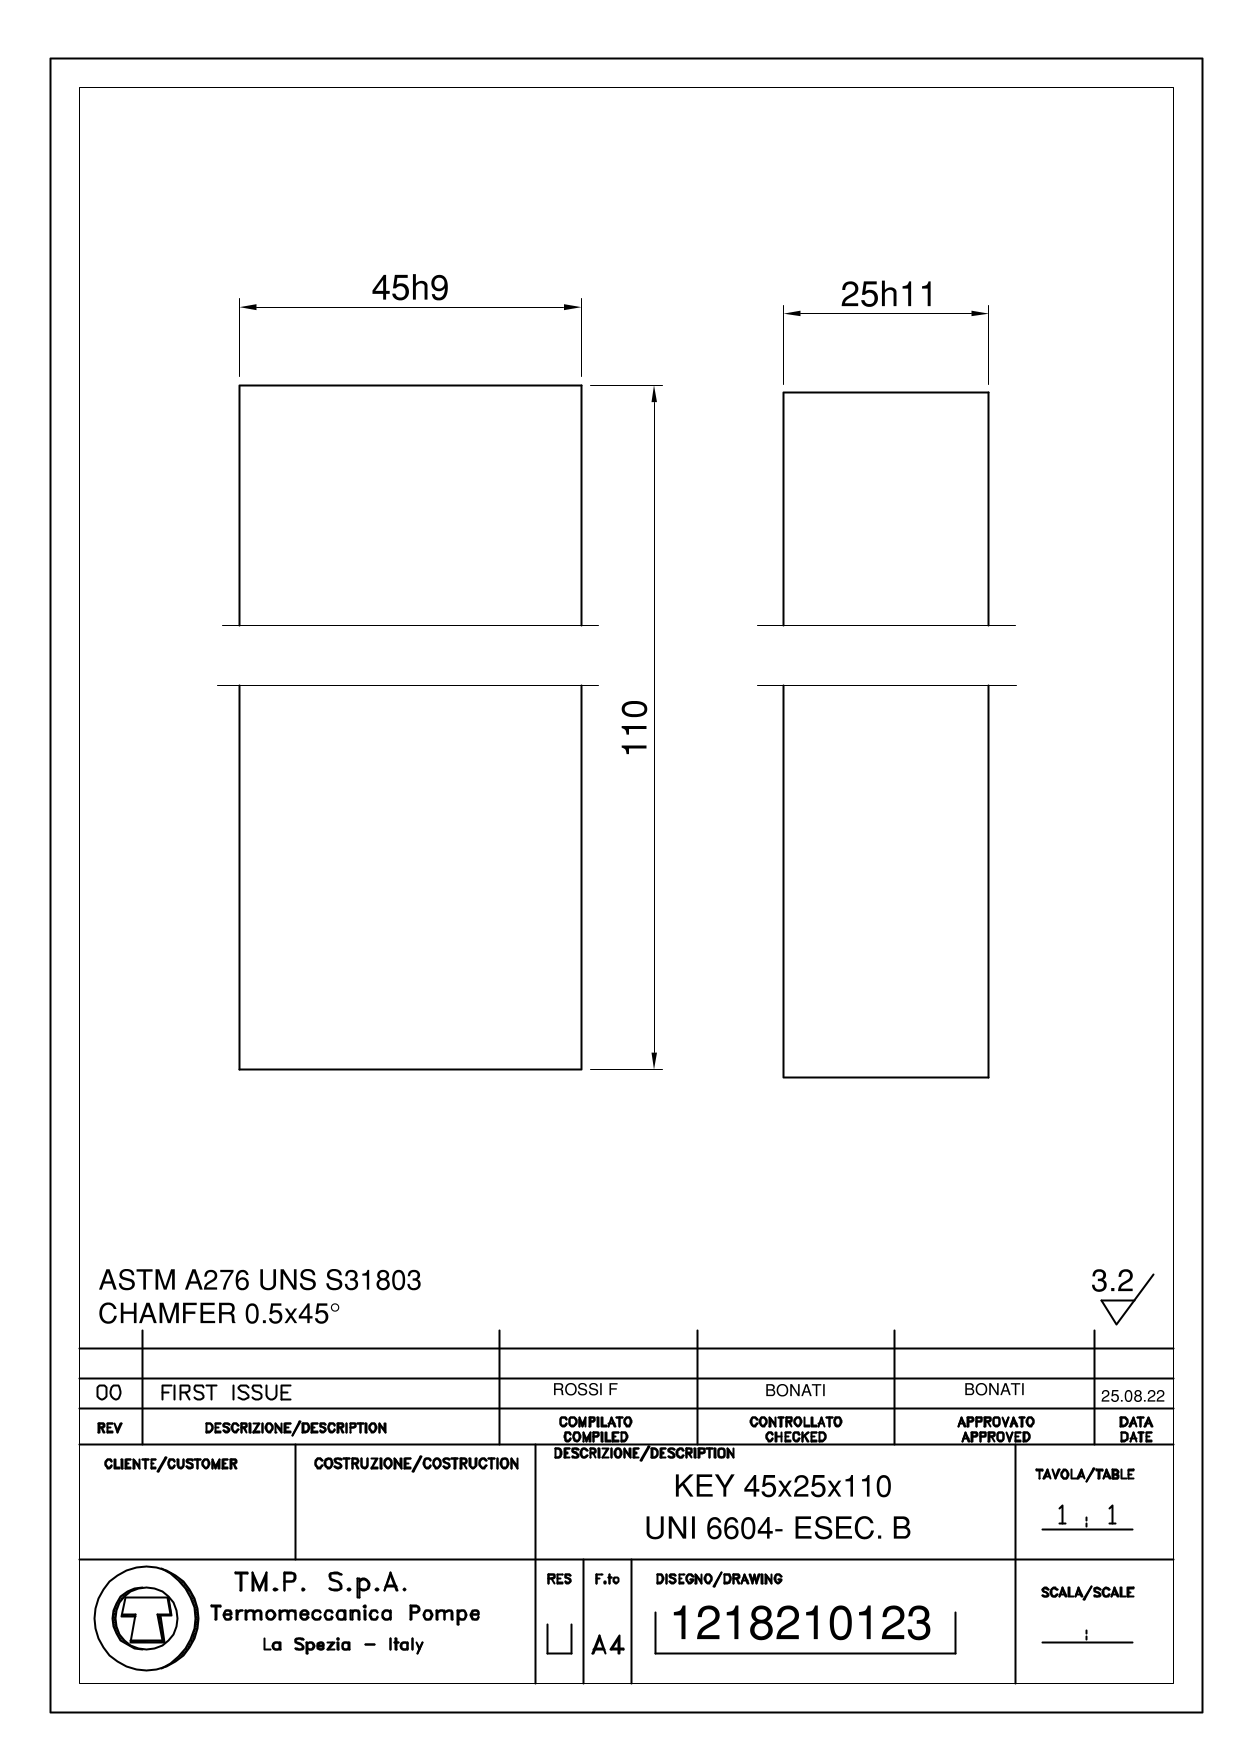 45h9
25h11
110
ASTM A276 UNS S31803
CHAMFER 0.5x45°
3.2
00 FIRST ISSUE ROSSI F BONATI BONATI 25.08.22
REV DESCRIZIONE/DESCRIPTION COMPILATO CONTROLLATO APPROVATO DATA
COMPILED CHECKED APPROVED DATE
CLIENTE/CUSTOMER COSTRUZIONE/COSTRUCTION DESCRIZIONE/DESCRIPTION
KEY 45x25x110
UNI 6604- ESEC. B
TAVOLA/TABLE
1 1
TM.P. S.p.A.
Termomeccanica Pompe
La Spezia – Italy
RES F.to DISEGNO/DRAWING
A4 1218210123
SCALA/SCALE